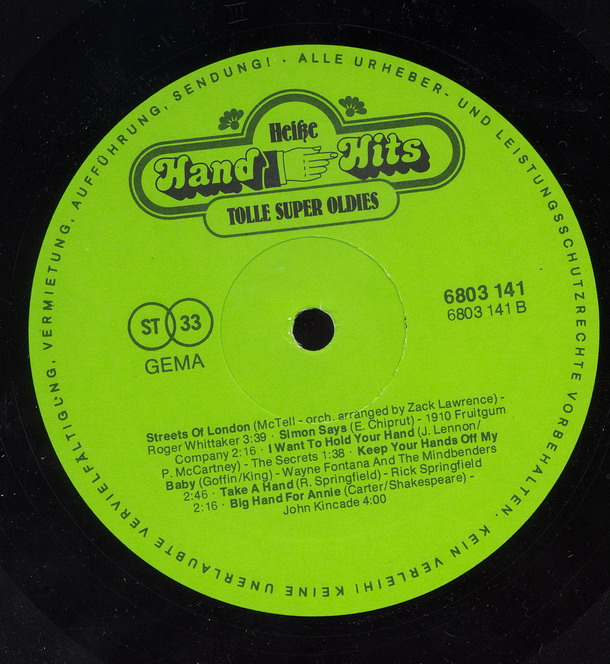 Heiße
Hand Hits
TOLLE SUPER OLDIES
6803 141
6803 141 B
ST 33
GEMA
Streets Of London (McTell - orch. arranged by Zack Lawrence) -
Roger Whittaker 3:39 · Simon Says (E. Chiprut) - 1910 Fruitgum
Company 2:16 · I Want To Hold Your Hand (J. Lennon/
P. McCartney) - The Secrets 1:38 · Keep Your Hands Off My
Baby (Goffin/King) - Wayne Fontana And The Mindbenders
2:46 · Take A Hand (R. Springfield) - Rick Springfield
2:16 · Big Hand For Annie (Carter/Shakespeare) -
John Kincade 4:00
ALLE URHEBER- UND LEISTUNGSSCHUTZRECHTE VORBEHALTEN. KEIN VERLEIH! KEINE UNERLAUBTE VERVIELFÄLTIGUNG, VERMIETUNG, AUFFÜHRUNG, SENDUNG! ·